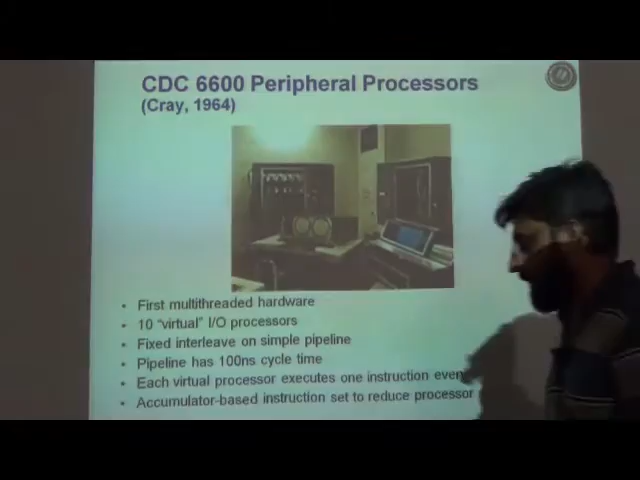 CDC 6600 Peripheral Processors
(Cray, 1964)
• First multithreaded hardware
• 10 “virtual” I/O processors
• Fixed interleave on simple pipeline
• Pipeline has 100ns cycle time
• Each virtual processor executes one instruction every
• Accumulator-based instruction set to reduce processor